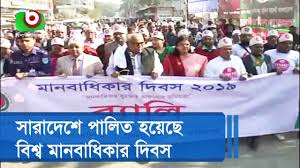 মানবাধিকার দিবস ২০১৯
র‌্যালি
সারাদেশে পালিত হয়েছে
বিশ্ব মানবাধিকার দিবস